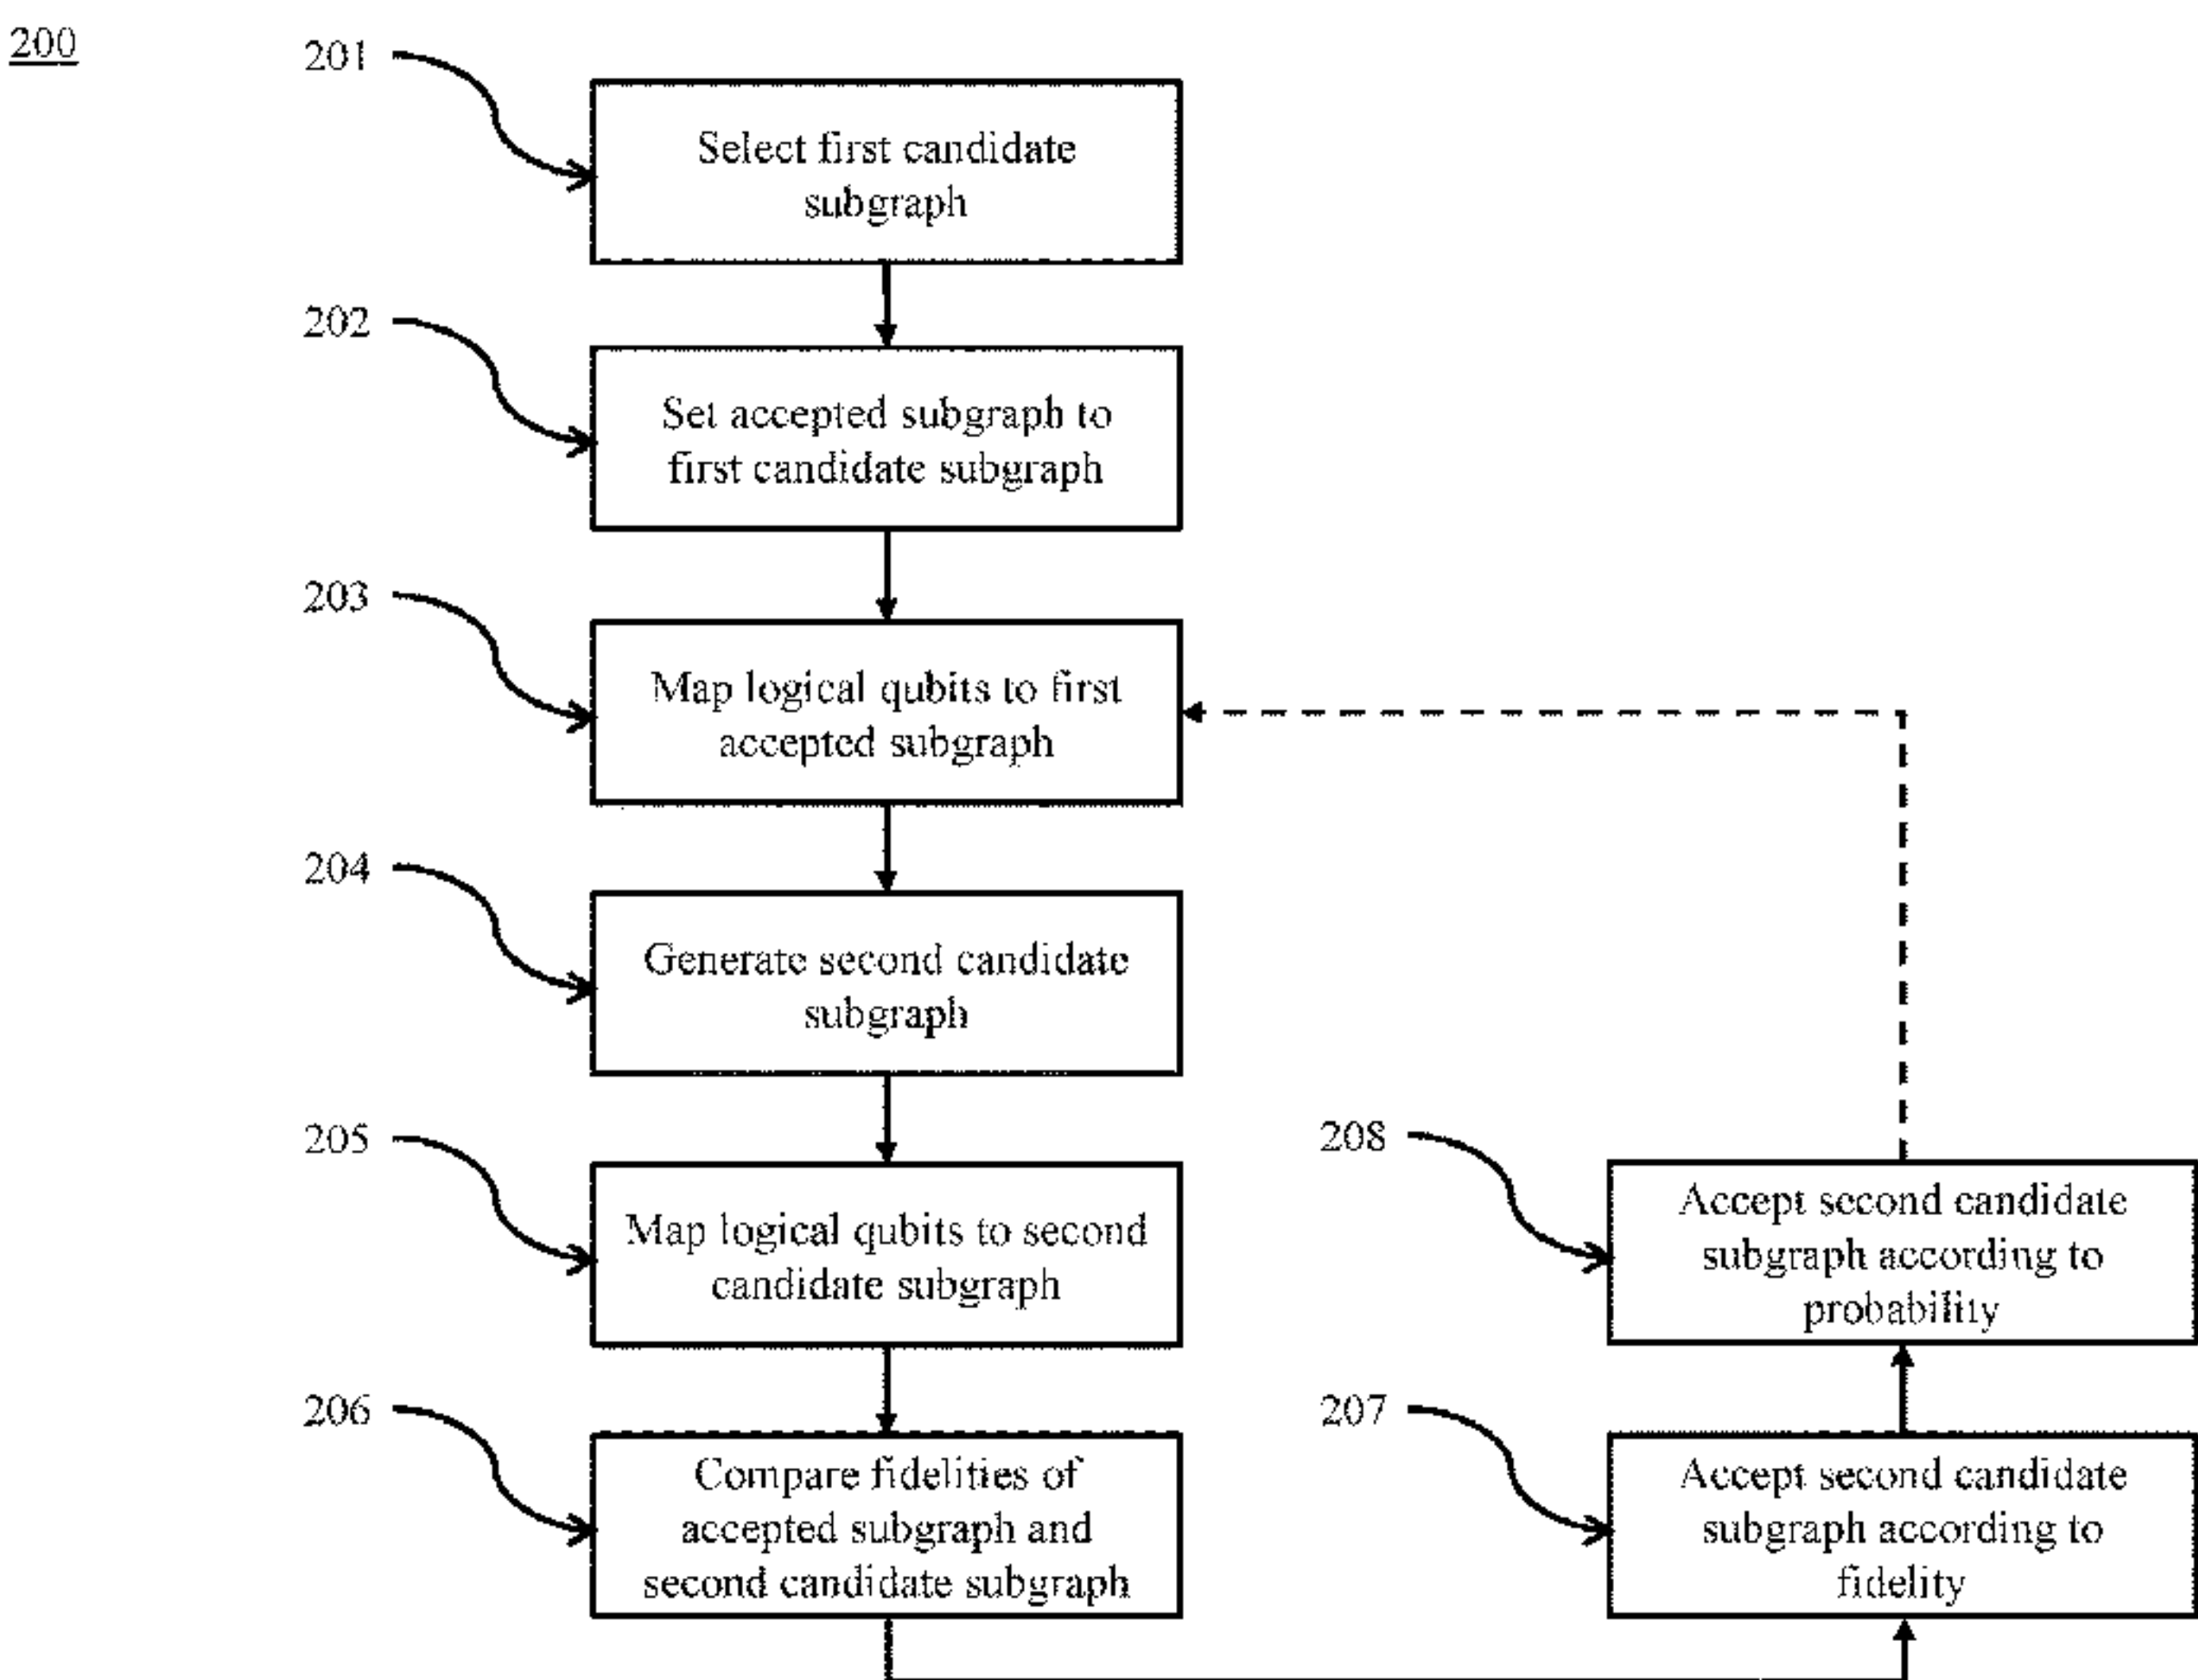 200
201
Select first candidate
subgraph
202
Set accepted subgraph to
first candidate subgraph
203
Map logical qubits to first
accepted subgraph
204
Generate second candidate
subgraph
205
Map logical qubits to second
candidate subgraph
206
Compare fidelities of
accepted subgraph and
second candidate subgraph
208
Accept second candidate
subgraph according to
probability
207
Accept second candidate
subgraph according to
fidelity